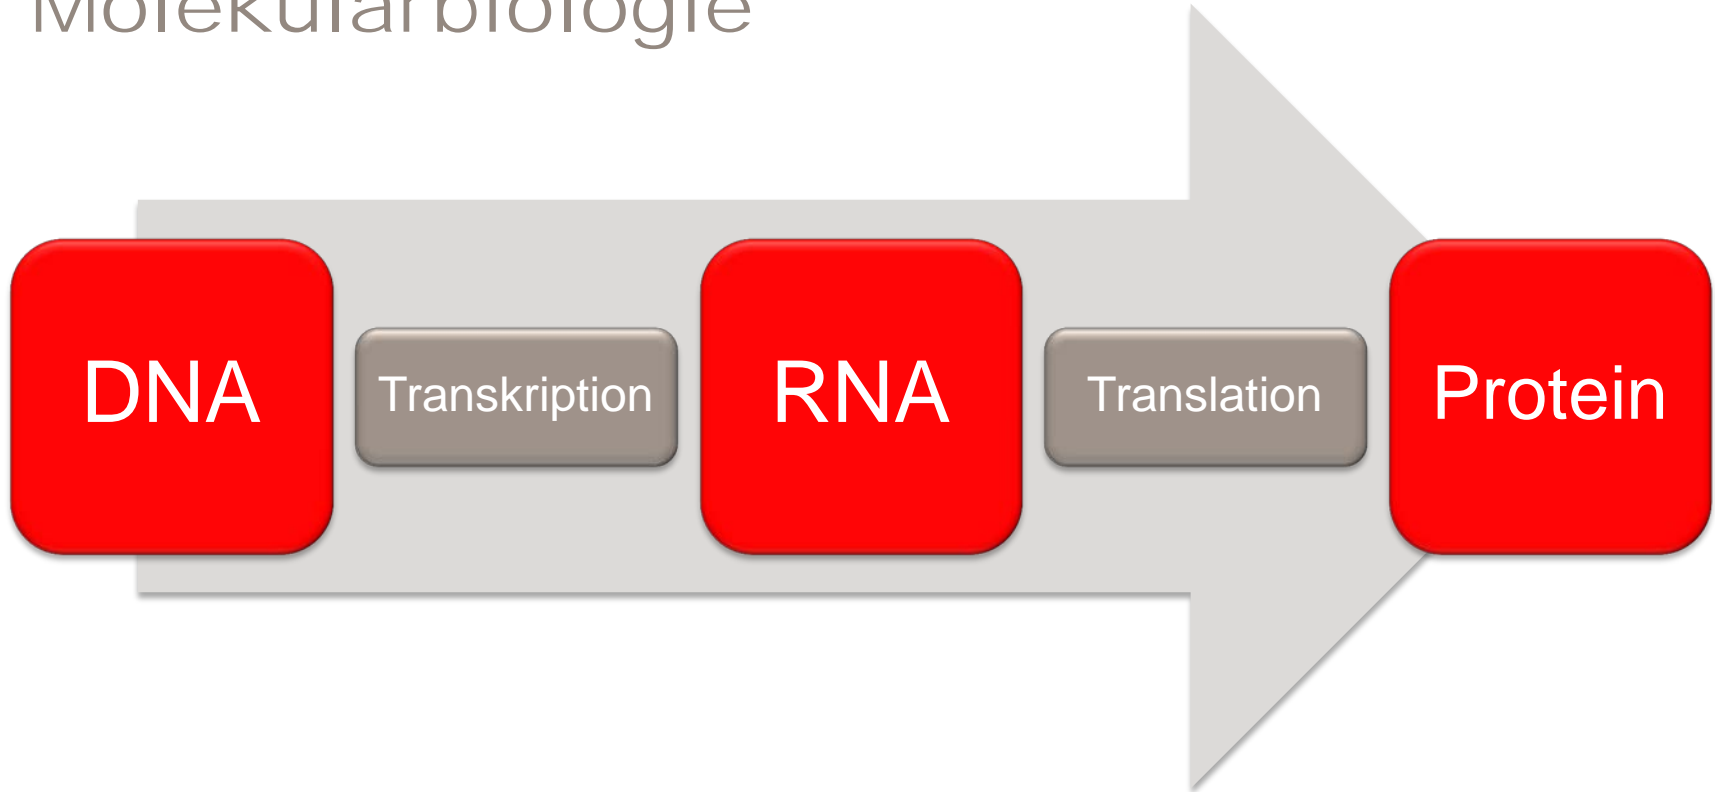 Molekularbiologie
DNA
Transkription
RNA
Translation
Protein